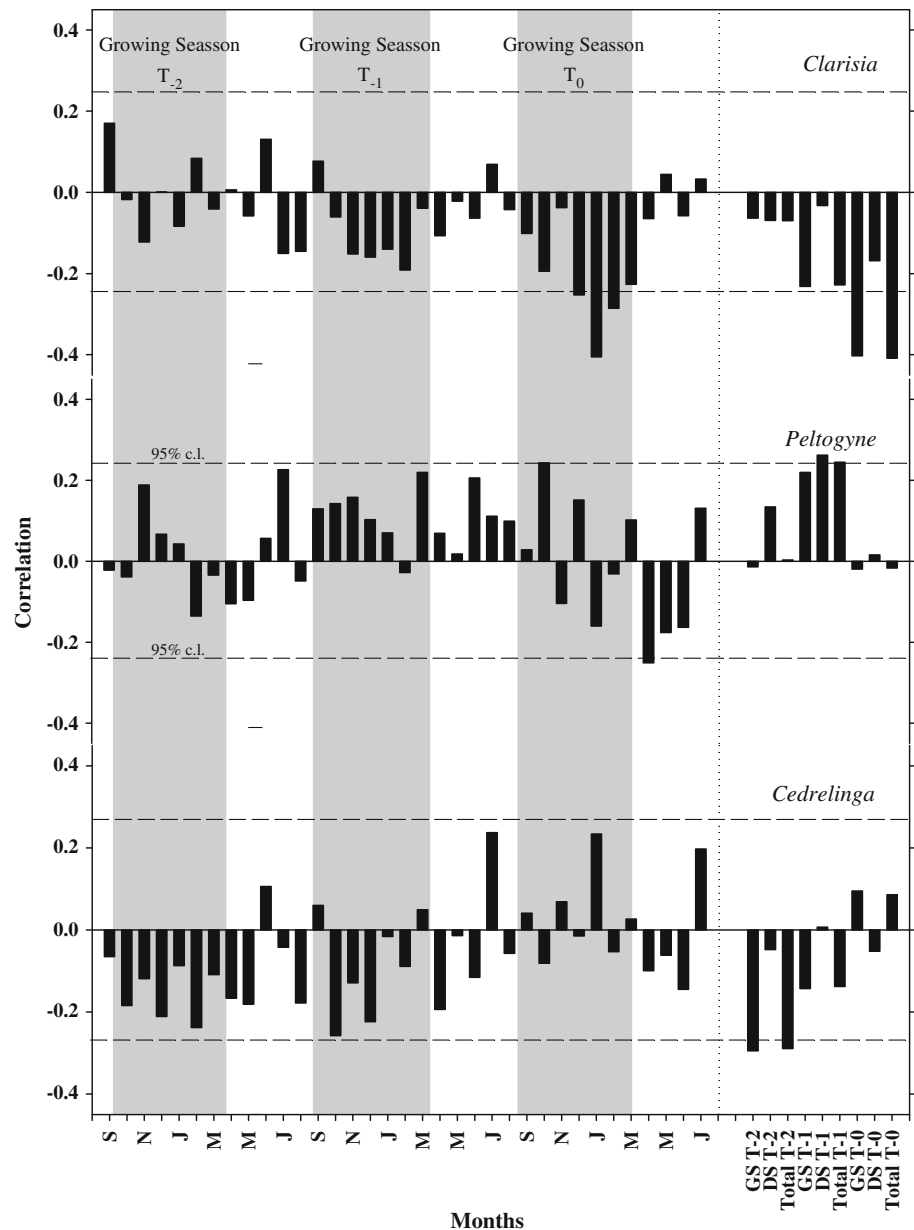 Growing Seasson Growing Seasson Growing Seasson
T-2 T-1 T0
Clarisia
0.4
0.2
0.0
-0.2
-0.4
Peltogyne
95% c.l.
95% c.l.
0.4
0.2
0.0
-0.2
-0.4
Correlation
Cedrelinga
0.4
0.2
0.0
-0.2
-0.4
S N J M M J S N J M M J S N J M M J
GS T-2
DS T-2
Total T-2
GS T-1
DS T-1
Total T-1
GS T-0
DS T-0
Total T-0
Months